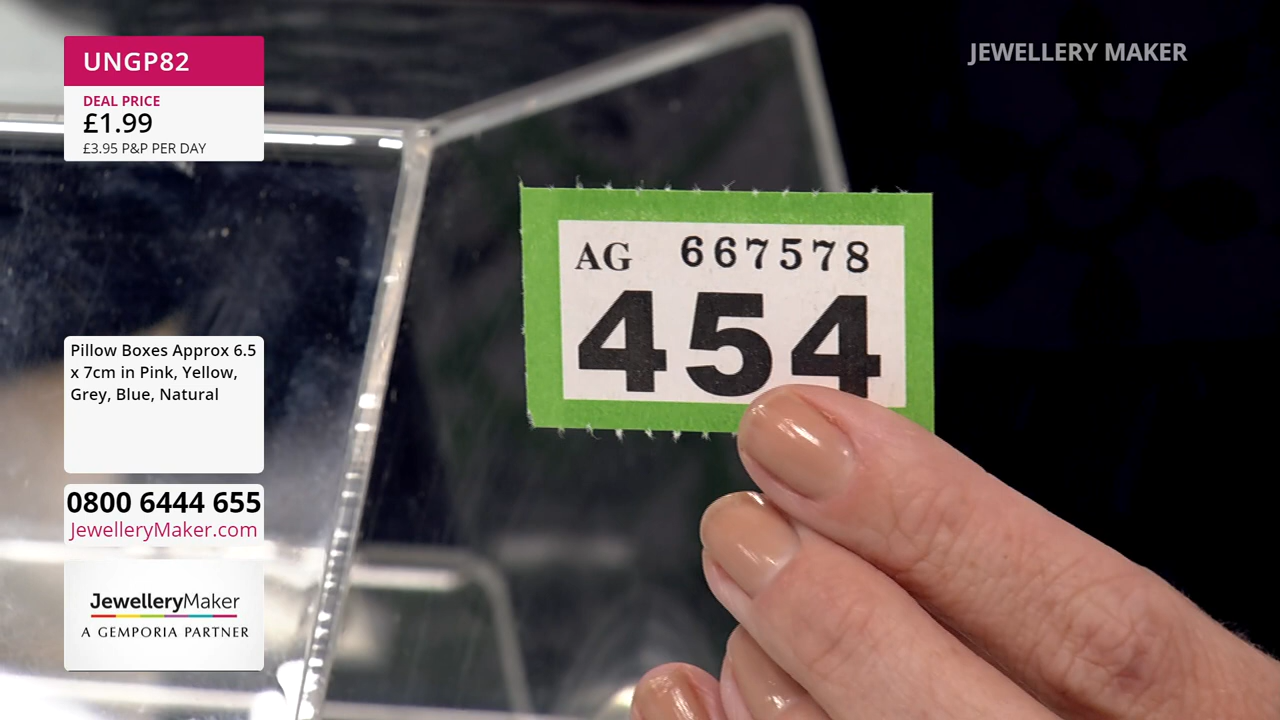 UNGP82
DEAL PRICE
£1.99
£3.95 P&P PER DAY
JEWELLERY MAKER
AG 667578
454
Pillow Boxes Approx 6.5
x 7cm in Pink, Yellow,
Grey, Blue, Natural
0800 6444 655
JewelleryMaker.com
JewelleryMaker
A GEMPORIA PARTNER